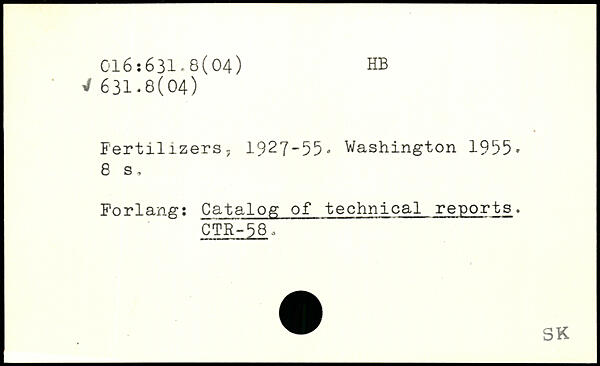 016:631.8(04) HB
✓ 631.8(04)
Fertilizers, 1927-55. Washington 1955.
8 s.
Forlang: Catalog of technical reports.
CTR-58.
SK